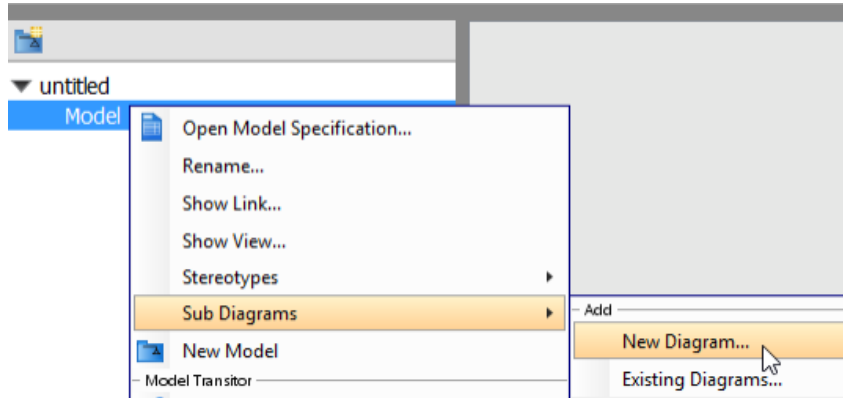 untitled
Model
Open Model Specification...
Rename...
Show Link...
Show View...
Stereotypes
Sub Diagrams
Add
New Diagram...
New Model
Existing Diagrams...
Model Transitor